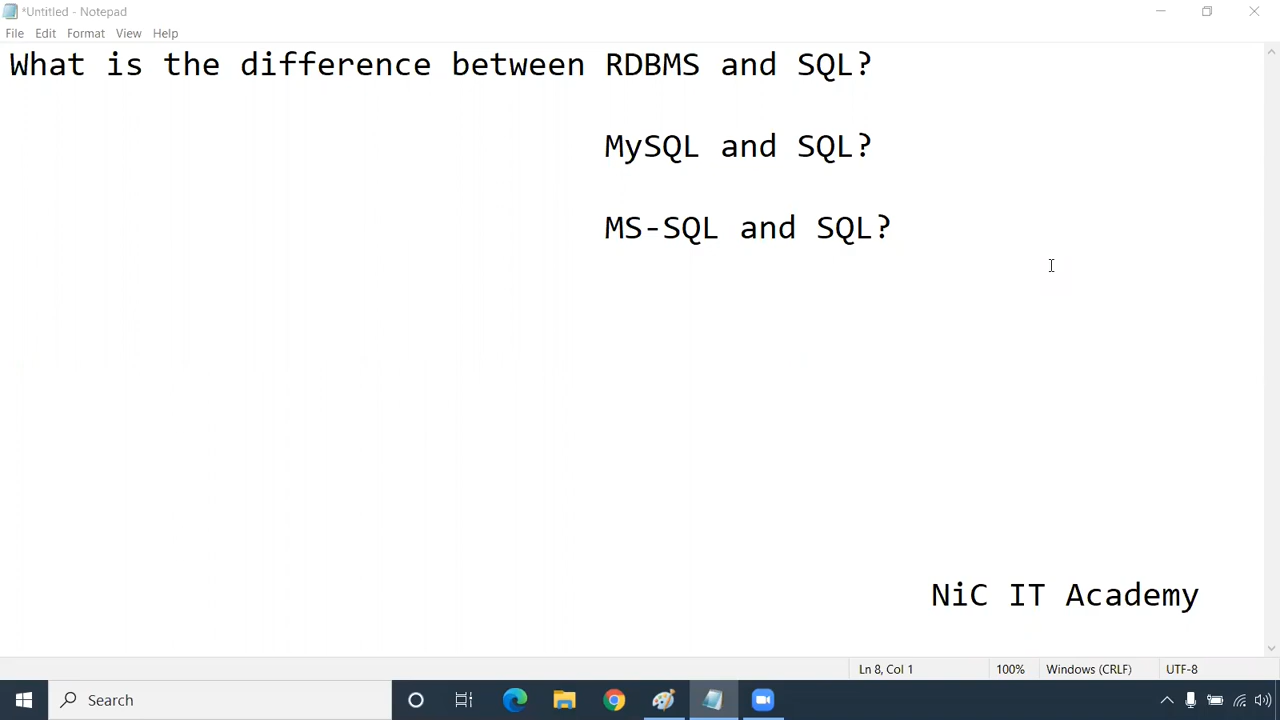 *Untitled - Notepad
File Edit Format View Help
What is the difference between RDBMS and SQL?
MySQL and SQL?
MS-SQL and SQL?
NiC IT Academy
Ln 8, Col 1 100% Windows (CRLF) UTF-8
Search